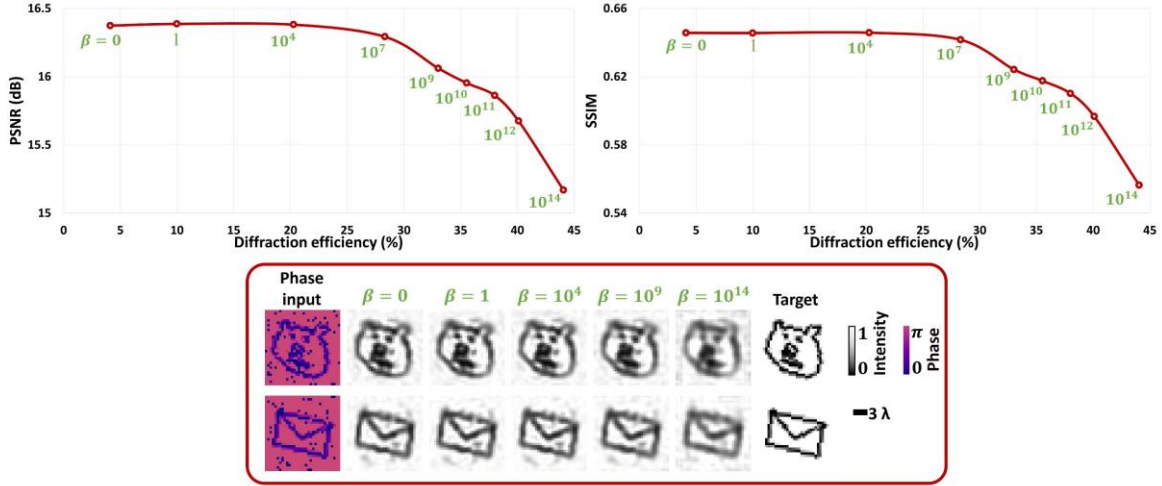 16.5
16
15.5
15
PSNR (dB)
β = 0
1
10⁴
10⁷
10⁹
10¹⁰
10¹¹
10¹²
10¹⁴
0 5 10 15 20 25 30 35 40 45
Diffraction efficiency (%)
0.66
0.62
0.58
0.54
SSIM
β = 0
1
10⁴
10⁷
10⁹
10¹⁰
10¹¹
10¹²
10¹⁴
0 5 10 15 20 25 30 35 40 45
Diffraction efficiency (%)
Phase
input
β = 0 β = 1 β = 10⁴ β = 10⁹ β = 10¹⁴ Target
1
0
Intensity
π
0
Phase
3 λ